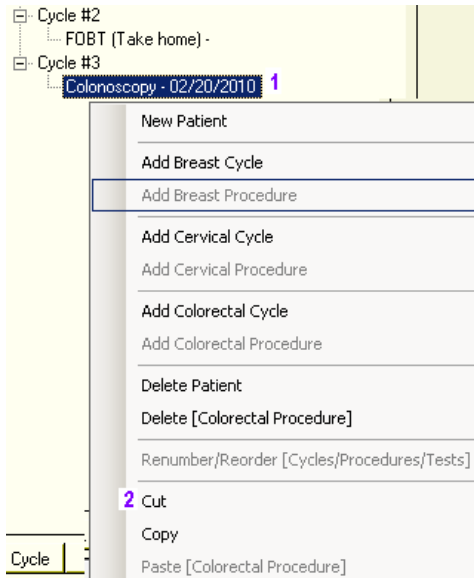 Cycle #2
FOBT (Take home) -
Cycle #3
Colonoscopy - 02/20/2010 1
New Patient
Add Breast Cycle
Add Breast Procedure
Add Cervical Cycle
Add Cervical Procedure
Add Colorectal Cycle
Add Colorectal Procedure
Delete Patient
Delete [Colorectal Procedure]
Renumber/Reorder [Cycles/Procedures/Tests]
2 Cut
Copy
Cycle
Paste [Colorectal Procedure]